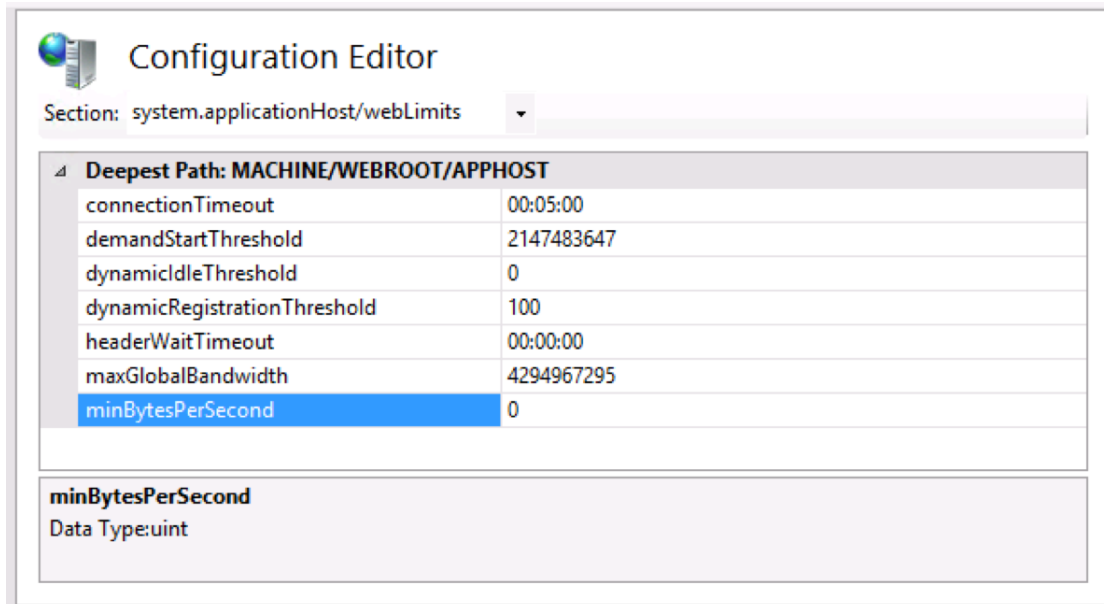 Configuration Editor
Section: system.applicationHost/webLimits
Deepest Path: MACHINE/WEBROOT/APPHOST
connectionTimeout 00:05:00
demandStartThreshold 2147483647
dynamicIdleThreshold 0
dynamicRegistrationThreshold 100
headerWaitTimeout 00:00:00
maxGlobalBandwidth 4294967295
minBytesPerSecond 0
minBytesPerSecond
Data Type:uint